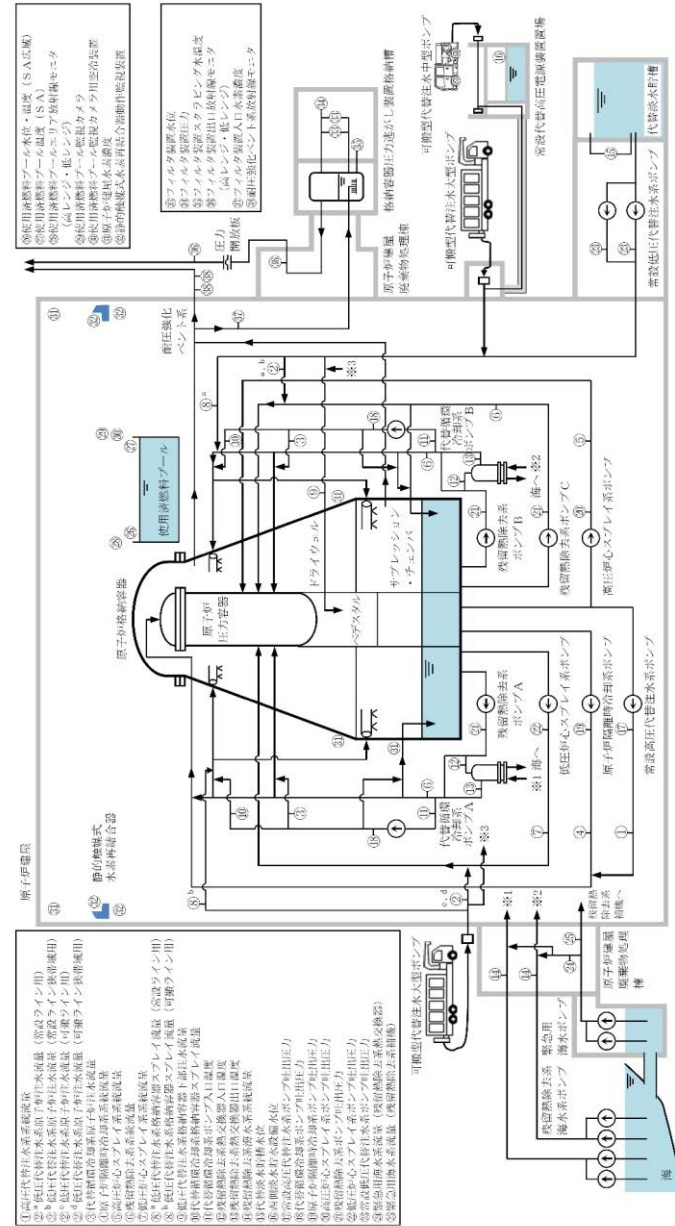 ①高圧代替注水系系統流量
②ᵃ低圧代替注水系原子炉注水流量（常設ライン用）
②ᵇ低圧代替注水系原子炉注水流量（常設ライン狭帯域用）
②ᶜ低圧代替注水系原子炉注水流量（可搬ライン用）
②ᵈ低圧代替注水系原子炉注水流量（可搬ライン狭帯域用）
③代替循環冷却系原子炉注水流量
④原子炉隔離時冷却系系統流量
⑤高圧炉心スプレイ系系統流量
⑥残留熱除去系系統流量
⑦低圧炉心スプレイ系系統流量
⑧ᵃ低圧代替注水系格納容器スプレイ流量（常設ライン用）
⑧ᵇ低圧代替注水系格納容器スプレイ流量（可搬ライン用）
⑨低圧代替注水系格納容器下部注水流量
⑩代替循環冷却系格納容器スプレイ流量
⑪代替循環冷却系ポンプ入口温度
⑫残留熱除去系熱交換器入口温度
⑬残留熱除去系熱交換器出口温度
⑭残留熱除去系海水系系統流量
⑮代替淡水貯槽水位
⑯西側淡水貯水設備水位
⑰常設高圧代替注水系ポンプ吐出圧力
⑱代替循環冷却系ポンプ吐出圧力
⑲原子炉隔離時冷却系ポンプ吐出圧力
⑳高圧炉心スプレイ系ポンプ吐出圧力
㉑残留熱除去系ポンプ吐出圧力
㉒低圧炉心スプレイ系ポンプ吐出圧力
㉓常設低圧代替注水系ポンプ吐出圧力
㉔緊急用海水系流量（残留熱除去系熱交換器）
㉕緊急用海水系流量（残留熱除去系補機）
㉖使用済燃料プール水位・温度（ＳＡ広域）
㉗使用済燃料プール温度（ＳＡ）
㉘使用済燃料プールエリア放射線モニタ
（高レンジ・低レンジ）
㉙使用済燃料プール監視カメラ
㉚使用済燃料プール監視カメラ用空冷装置
㉛原子炉建屋水素濃度
㉜静的触媒式水素再結合器動作監視装置
㉝フィルタ装置水位
㉞フィルタ装置圧力
㉟フィルタ装置スクラビング水温度
㊱フィルタ装置出口放射線モニタ
（高レンジ・低レンジ）
㊲フィルタ装置入口水素濃度
㊳耐圧強化ベント系放射線モニタ
原子炉建屋
静的触媒式
水素再結合器
原子炉格納容器
使用済燃料プール
耐圧強化
ベント系
圧力
開放板
格納容器圧力逃がし装置格納槽
原子炉建屋
廃棄物処理棟
原子炉
圧力容器
ドライウェル
ペデスタル
サプレッション
・チェンバ
代替循環
冷却系
ポンプA
代替循環
冷却系
ポンプB
残留熱除去系
ポンプA
残留熱除去系
ポンプB
残留熱除去系ポンプC
低圧炉心スプレイ系ポンプ
原子炉隔離時冷却系ポンプ
常設高圧代替注水系ポンプ
高圧炉心スプレイ系ポンプ
※1 海へ
海へ ※2
※3
※3
※1
※2
残留熱
除去系
補機へ
可搬型代替注水大型ポンプ
可搬型代替注水大型ポンプ
可搬型代替注水中型ポンプ
常設代替高圧電源装置置場
代替淡水貯槽
常設低圧代替注水系ポンプ
残留熱除去系
海水系ポンプ
緊急用
海水ポンプ
原子炉建屋
廃棄物処理
棟
海